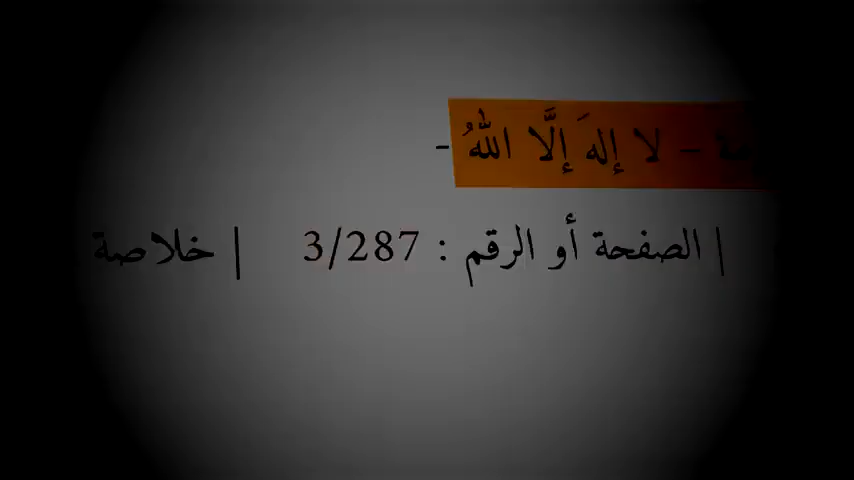 - لا إلهَ إلَّا اللهُ -
| الصفحة أو الرقم : 3/287 | خلاصة